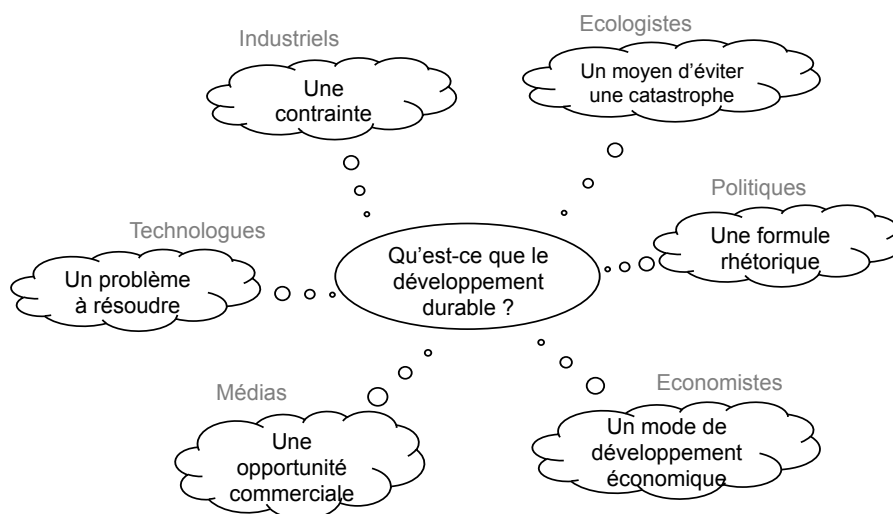 Industriels
Une
contrainte
Ecologistes
Un moyen d’éviter
une catastrophe
Technologues
Un problème
à résoudre
Qu’est-ce que le
développement
durable ?
Politiques
Une formule
rhétorique
Médias
Une
opportunité
commerciale
Economistes
Un mode de
développement
économique